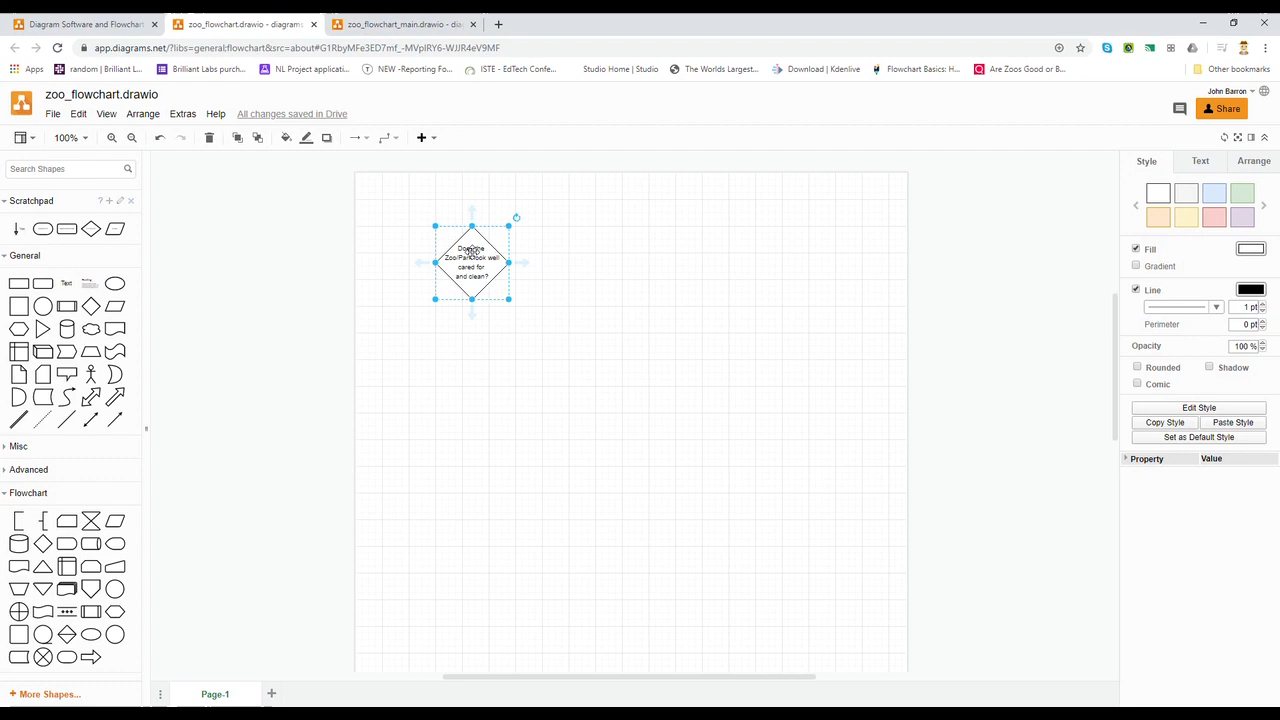 Diagram Software and Flowchart
zoo_flowchart.drawio - diagrams
zoo_flowchart_main.drawio - dia
app.diagrams.net/?libs=general;flowchart&src=about#G1RbyMFe3ED7mf_-MVpIRY6-WJJR4eV9MF
Apps
random | Brilliant L...
Brilliant Labs purch...
NL Project applicati...
NEW -Reporting Fo...
ISTE - EdTech Confe...
Studio Home | Studio
The Worlds Largest...
Download | Kdenlive
Flowchart Basics: H...
Are Zoos Good or B...
Other bookmarks
zoo_flowchart.drawio
John Barron
File Edit View Arrange Extras Help All changes saved in Drive
Share
100%
Search Shapes
Scratchpad
General
Text
Misc
Advanced
Flowchart
More Shapes...
Zoo/Park look well
cared for
and clean?
Style Text Arrange
Fill
Gradient
Line
1 pt
Perimeter 0 pt
Opacity 100 %
Rounded Shadow
Comic
Edit Style
Copy Style Paste Style
Set as Default Style
Property Value
Page-1